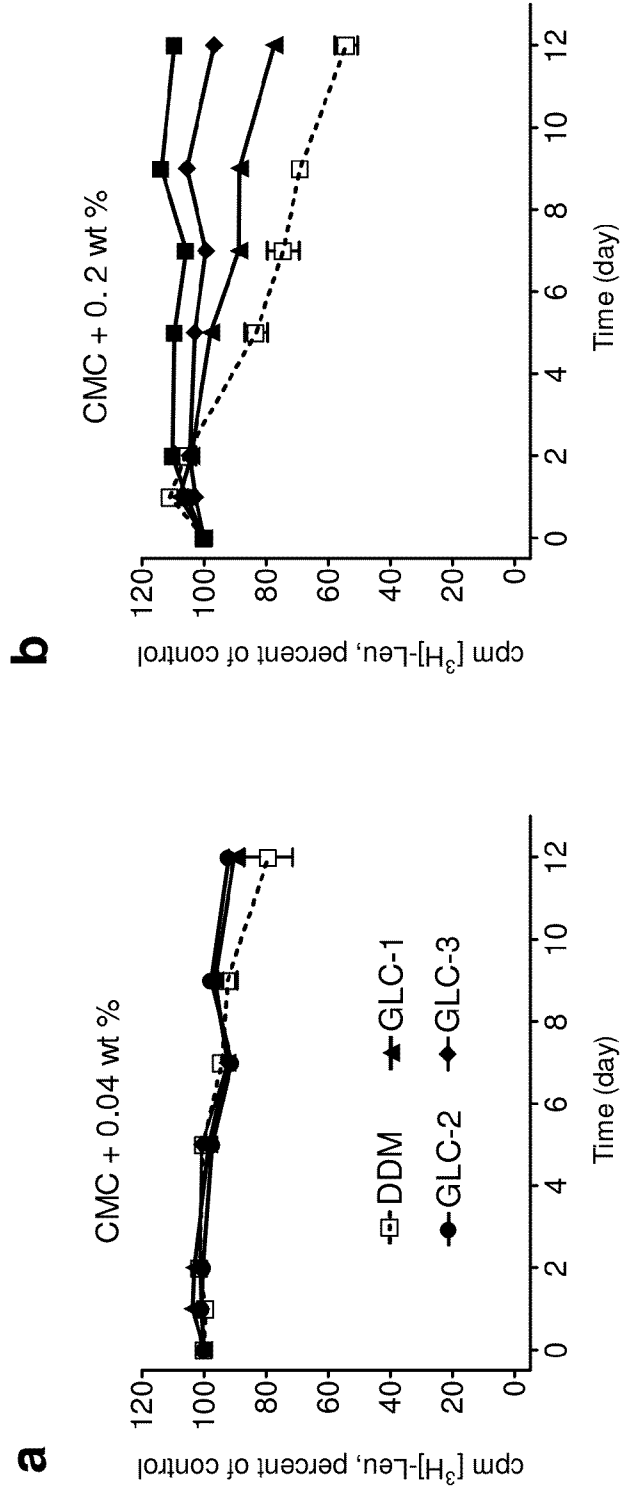 a
CMC + 0.04 wt %
cpm [³H]-Leu, percent of control
120
100
80
60
40
20
0
DDM
GLC-1
GLC-2
GLC-3
0 2 4 6 8 10 12
Time (day)
b
CMC + 0. 2 wt %
cpm [³H]-Leu, percent of control
120
100
80
60
40
20
0
0 2 4 6 8 10 12
Time (day)